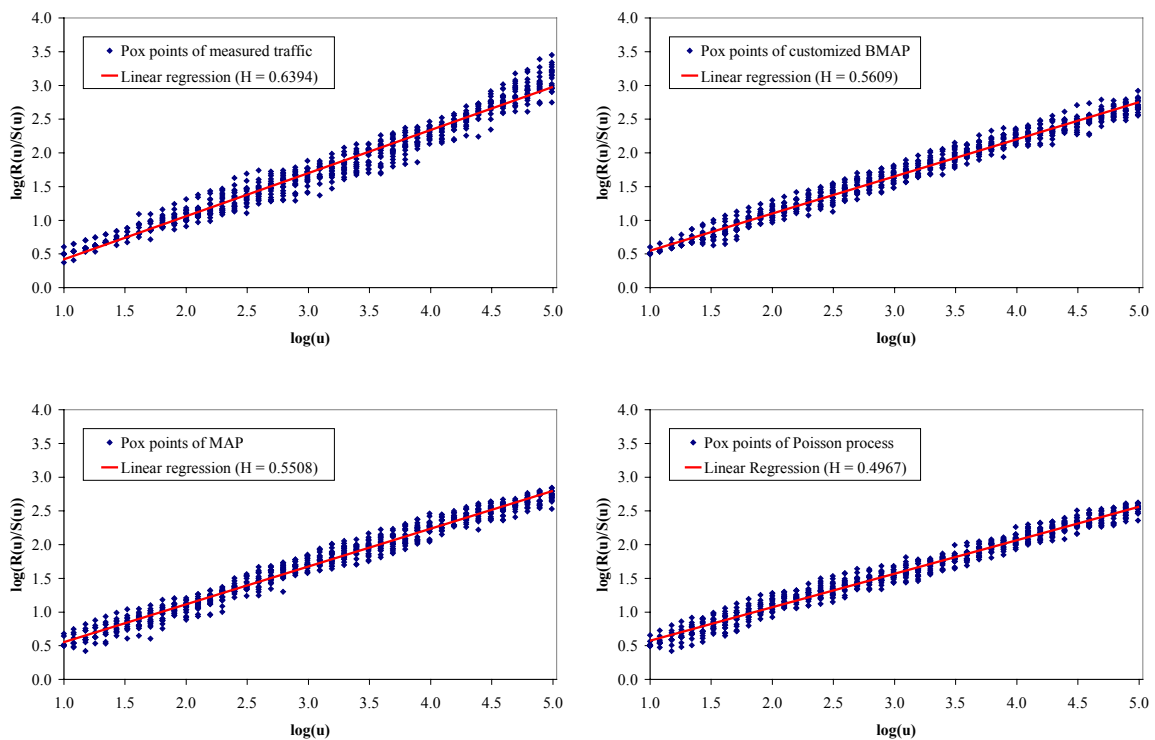 4.0
3.5
3.0
2.5
2.0
1.5
1.0
0.5
0.0
log(R(u)/S(u))
Pox points of measured traffic
Linear regression (H = 0.6394)
1.0 1.5 2.0 2.5 3.0 3.5 4.0 4.5 5.0
log(u)
4.0
3.5
3.0
2.5
2.0
1.5
1.0
0.5
0.0
log(R(u)/S(u))
Pox points of customized BMAP
Linear regression (H = 0.5609)
1.0 1.5 2.0 2.5 3.0 3.5 4.0 4.5 5.0
log(u)
4.0
3.5
3.0
2.5
2.0
1.5
1.0
0.5
0.0
log(R(u)/S(u))
Pox points of MAP
Linear regression (H = 0.5508)
1.0 1.5 2.0 2.5 3.0 3.5 4.0 4.5 5.0
log(u)
4.0
3.5
3.0
2.5
2.0
1.5
1.0
0.5
0.0
log(R(u)/S(u))
Pox points of Poisson process
Linear Regression (H = 0.4967)
1.0 1.5 2.0 2.5 3.0 3.5 4.0 4.5 5.0
log(u)